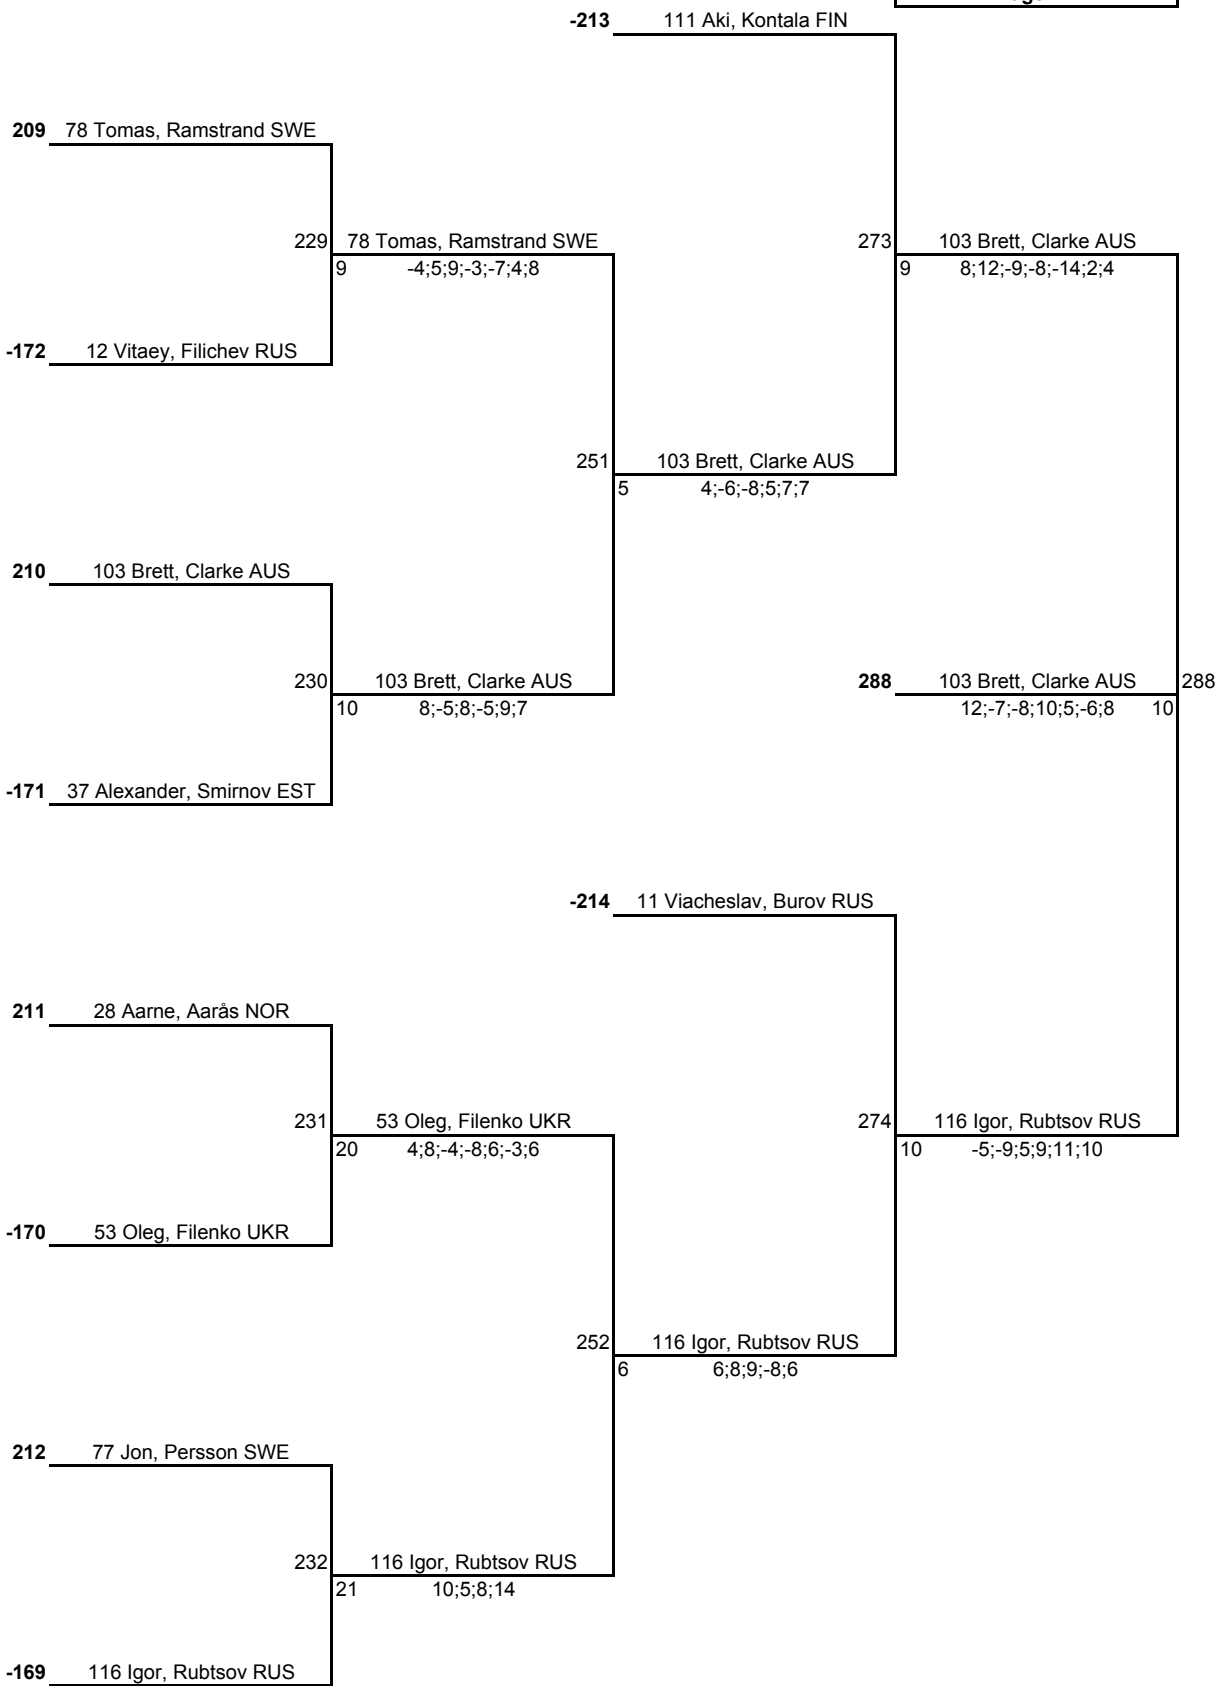 -213 111 Aki, Kontala FIN
209 78 Tomas, Ramstrand SWE
229 78 Tomas, Ramstrand SWE 273 103 Brett, Clarke AUS
9 -4;5;9;-3;-7;4;8 9 8;12;-9;-8;-14;2;4
-172 12 Vitaey, Filichev RUS
251 103 Brett, Clarke AUS
5 4;-6;-8;5;7;7
210 103 Brett, Clarke AUS
230 103 Brett, Clarke AUS 288 103 Brett, Clarke AUS 288
10 8;-5;8;-5;9;7 12;-7;-8;10;5;-6;8 10
-171 37 Alexander, Smirnov EST
-214 11 Viacheslav, Burov RUS
211 28 Aarne, Aarås NOR
231 53 Oleg, Filenko UKR 274 116 Igor, Rubtsov RUS
20 4;8;-4;-8;6;-3;6 10 -5;-9;5;9;11;10
-170 53 Oleg, Filenko UKR
252 116 Igor, Rubtsov RUS
6 6;8;9;-8;6
212 77 Jon, Persson SWE
232 116 Igor, Rubtsov RUS
21 10;5;8;14
-169 116 Igor, Rubtsov RUS